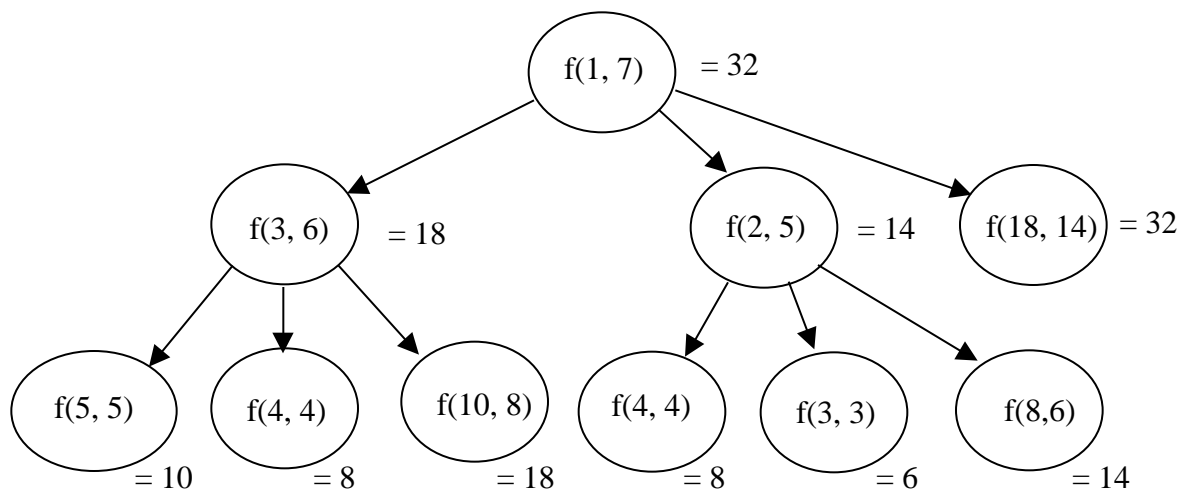 f(1, 7) = 32
f(3, 6) = 18
f(2, 5) = 14
f(18, 14) = 32
f(5, 5) = 10
f(4, 4) = 8
f(10, 8) = 18
f(4, 4) = 8
f(3, 3) = 6
f(8,6) = 14